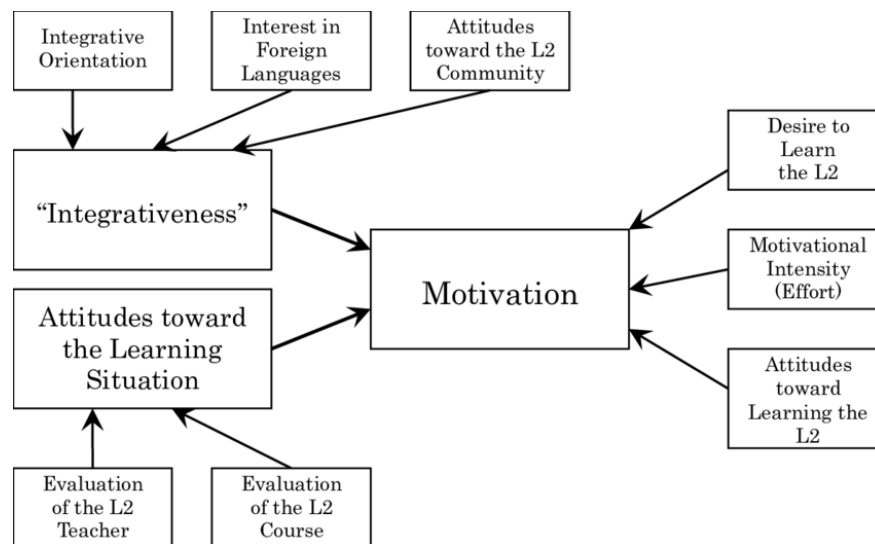 Integrative
Orientation
Interest in
Foreign
Languages
Attitudes
toward the L2
Community
“Integrativeness”
Attitudes toward
the Learning
Situation
Evaluation
of the L2
Teacher
Evaluation
of the L2
Course
Motivation
Desire to
Learn
the L2
Motivational
Intensity
(Effort)
Attitudes
toward
Learning the
L2